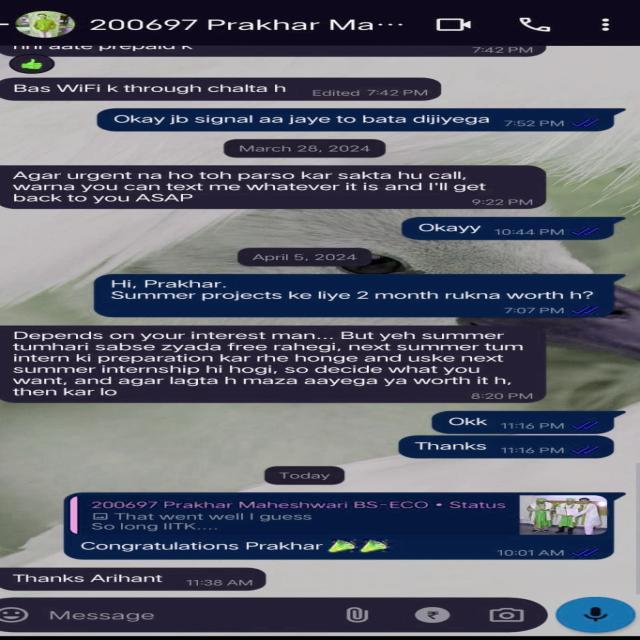 200697 Prakhar Ma...
aate prepaid k
7:42 PM
Bas WiFi k through chalta h Edited 7:42 PM
Okay jb signal aa jaye to bata dijiyega 7:52 PM
March 28, 2024
Agar urgent na ho toh parso kar sakta hu call,
warna you can text me whatever it is and I'll get
back to you ASAP
9:22 PM
Okayy 10:44 PM
April 5, 2024
Hi, Prakhar.
Summer projects ke liye 2 month rukna worth h?
7:07 PM
Depends on your interest man... But yeh summer
tumhari sabse zyada free rahegi, next summer tum
intern ki preparation kar rhe honge and uske next
summer internship hi hogi, so decide what you
want, and agar lagta h maza aayega ya worth it h,
then kar lo
8:20 PM
Okk 11:16 PM
Thanks 11:16 PM
Today
200697 Prakhar Maheshwari BS-ECO • Status
That went well I guess
So long IITK....
Congratulations Prakhar 🎉🎉
10:01 AM
Thanks Arihant 11:38 AM
Message